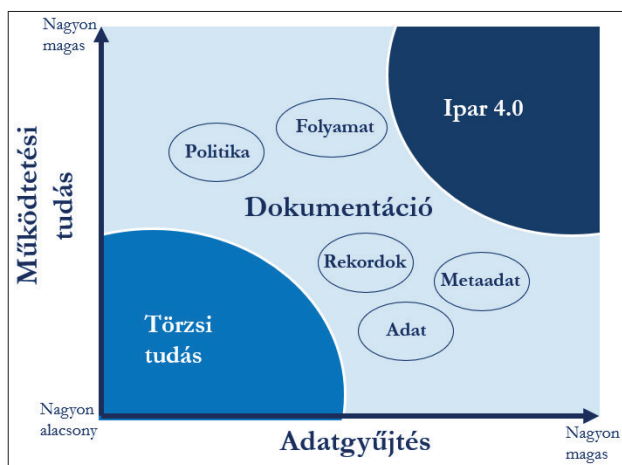 Nagyon
magas
Működtetési
tudás
Ipar 4.0
Folyamat
Politika
Dokumentáció
Rekordok
Metaadat
Adat
Törzsi
tudás
Nagyon
alacsony
Adatgyűjtés
Nagyon
magas